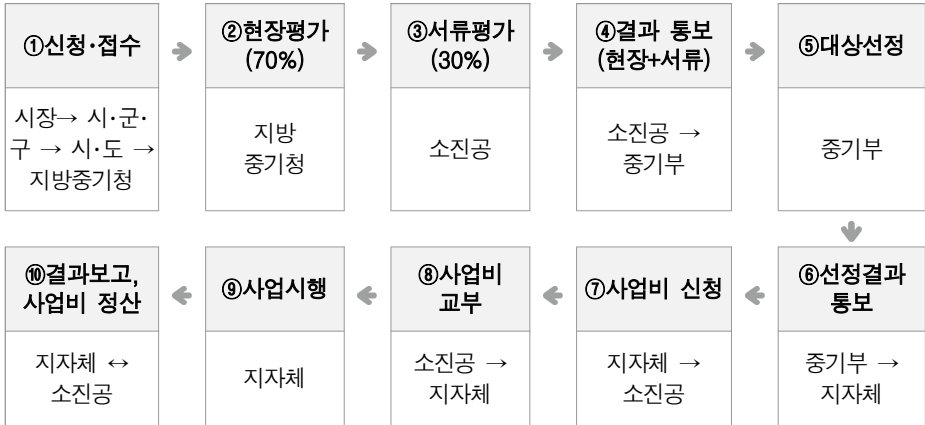 ①신청·접수
시장→ 시·군·
구 → 시·도 →
지방중기청
②현장평가
(70%)
지방
중기청
③서류평가
(30%)
소진공
④결과 통보
(현장+서류)
소진공 →
중기부
⑤대상선정
중기부
⑥선정결과
통보
중기부 →
지자체
⑦사업비 신청
지자체 →
소진공
⑧사업비
교부
소진공 →
지자체
⑨사업시행
지자체
⑩결과보고,
사업비 정산
지자체 ↔
소진공